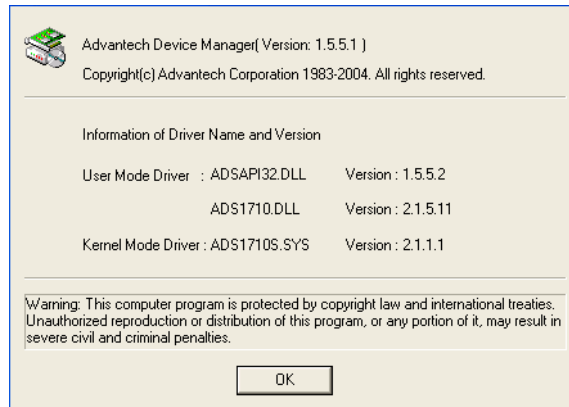 Advantech Device Manager( Version: 1.5.5.1 )
Copyright(c) Advantech Corporation 1983-2004. All rights reserved.
Information of Driver Name and Version
User Mode Driver : ADSAPI32.DLL Version : 1.5.5.2
ADS1710.DLL Version : 2.1.5.11
Kernel Mode Driver : ADS1710S.SYS Version : 2.1.1.1
Warning: This computer program is protected by copyright law and international treaties.
Unauthorized reproduction or distribution of this program, or any portion of it, may result in
severe civil and criminal penalties.
OK